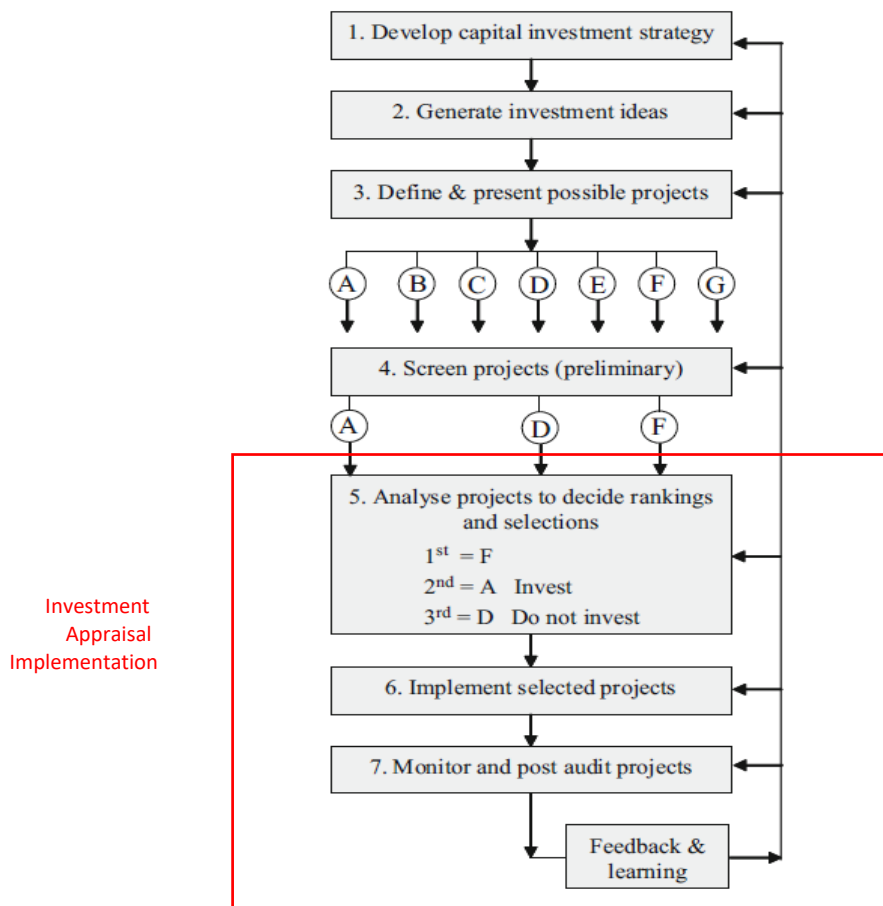 1. Develop capital investment strategy
2. Generate investment ideas
3. Define & present possible projects
A B C D E F G
4. Screen projects (preliminary)
A D F
5. Analyse projects to decide rankings
and selections
1st = F
2nd = A Invest
3rd = D Do not invest
Investment
Appraisal
Implementation
6. Implement selected projects
7. Monitor and post audit projects
Feedback &
learning